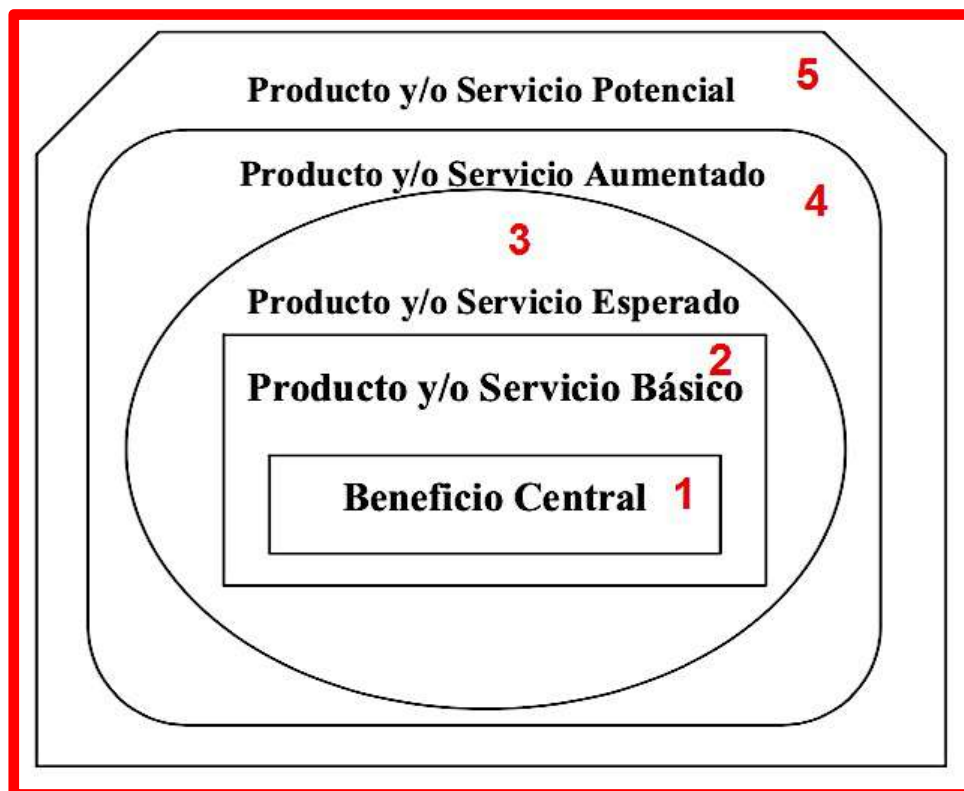 Producto y/o Servicio Potencial 5
Producto y/o Servicio Aumentado
4
3
Producto y/o Servicio Esperado
2
Producto y/o Servicio Básico
Beneficio Central 1